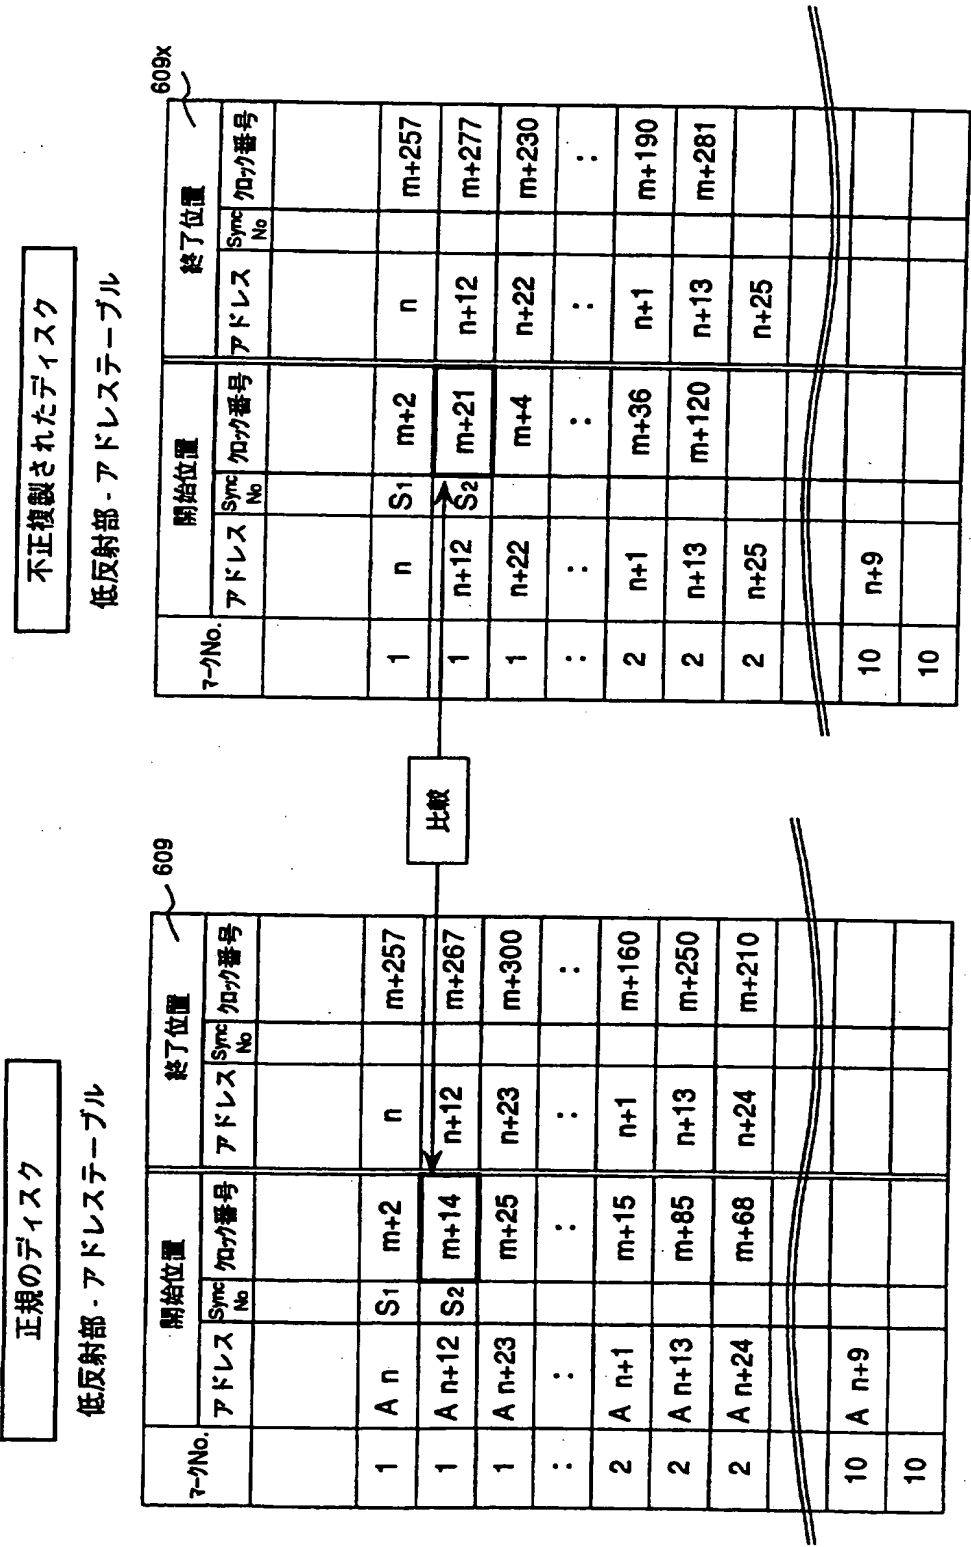 正規のディスク
低反射部-アドレステーブル
609
マークNo. 開始位置 終了位置
アドレス Sync No クロック番号 アドレス Sync No クロック番号
1 A n S1 m+2 n m+257
1 A n+12 S2 m+14 n+12 m+267
1 A n+23 m+25 n+23 m+300
: : : : :
2 A n+1 m+15 n+1 m+160
2 A n+13 m+85 n+13 m+250
2 A n+24 m+68 n+24 m+210
10 A n+9
10
比較
不正複製されたディスク
低反射部-アドレステーブル
609x
マークNo. 開始位置 終了位置
アドレス Sync No クロック番号 アドレス Sync No クロック番号
1 n S1 m+2 n m+257
1 n+12 S2 m+21 n+12 m+277
1 n+22 m+4 n+22 m+230
: : : : :
2 n+1 m+36 n+1 m+190
2 n+13 m+120 n+13 m+281
2 n+25 n+25
10 n+9
10